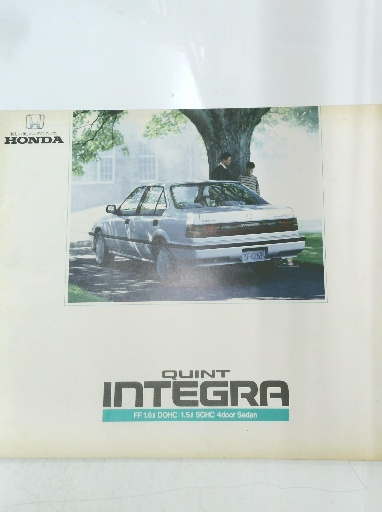 HONDA
QUINT
INTEGRA
FF 1.6ℓ DOHC/1.5ℓ SOHC 4door Sedan